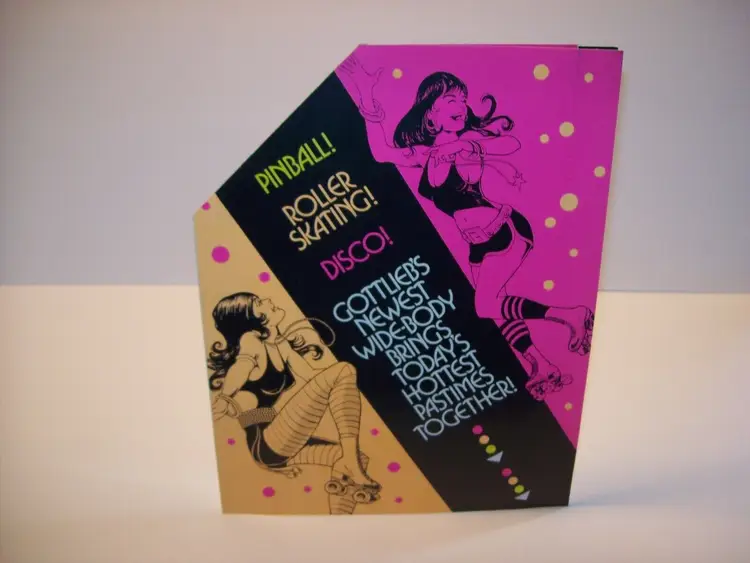 PINBALL!
ROLLER
SKATING!
DISCO!
GOTTLIEB'S
NEWEST
WIDE-BODY
BRINGS
TODAY'S
HOTTEST
PASTIMES
TOGETHER!